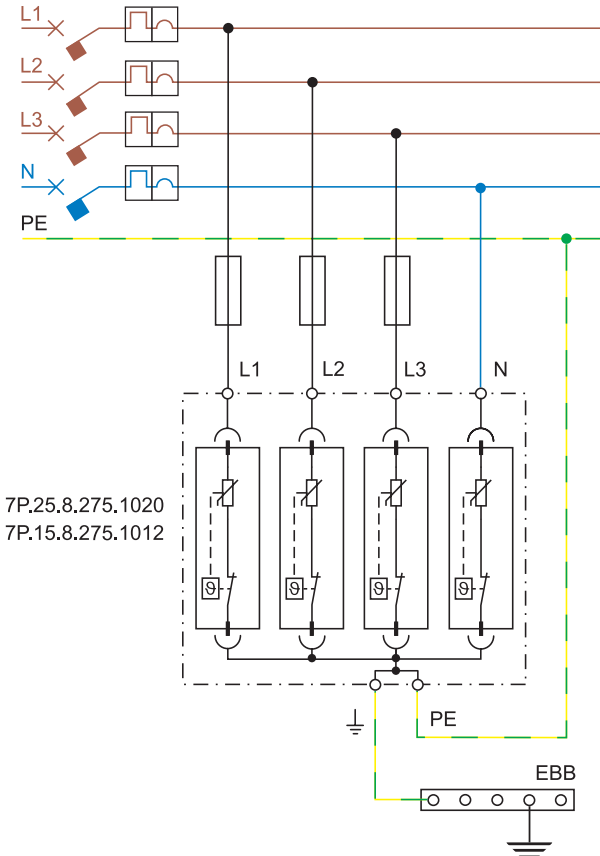 L1
L2
L3
N
PE
L1 L2 L3 N
7P.25.8.275.1020
7P.15.8.275.1012
ϑ ϑ ϑ ϑ
PE
EBB